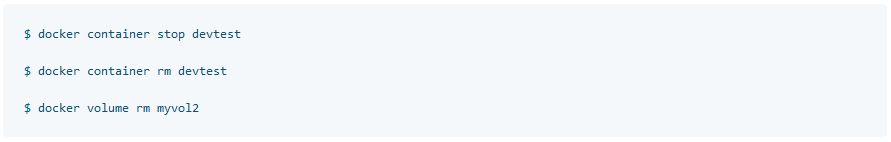 $ docker container stop devtest
$ docker container rm devtest
$ docker volume rm myvol2